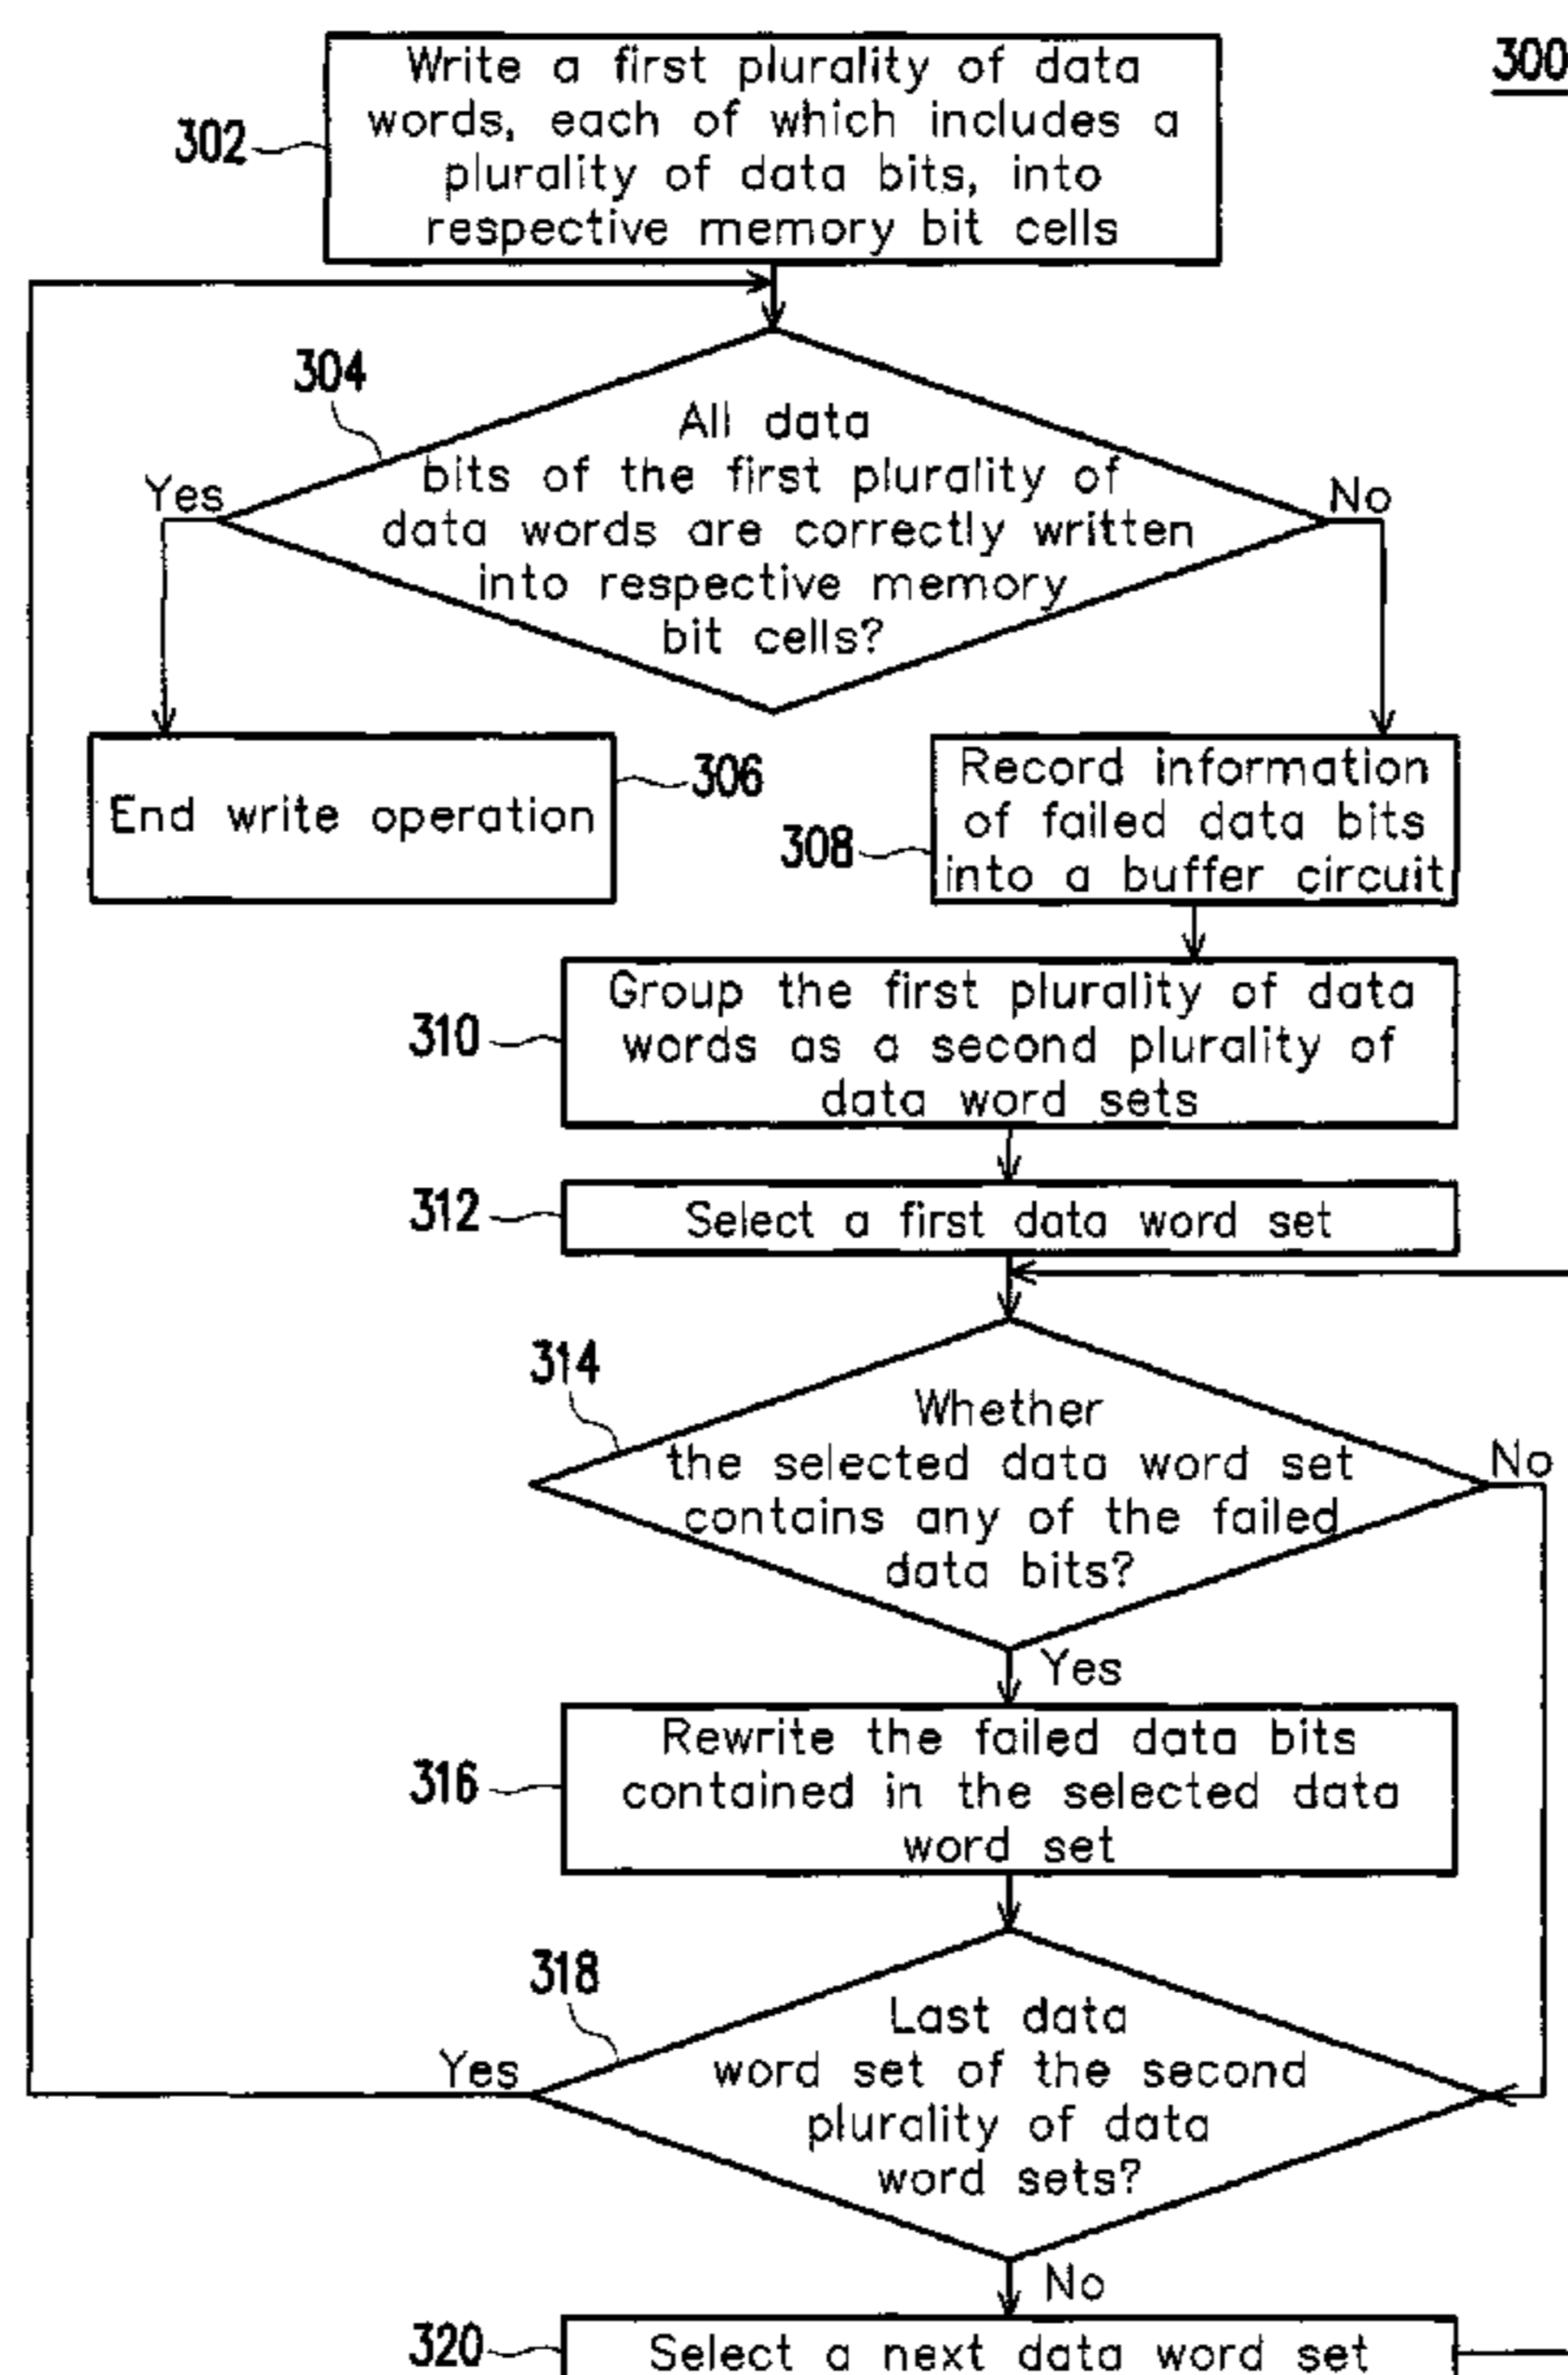 300
302
Write a first plurality of data
words, each of which includes a
plurality of data bits, into
respective memory bit cells
304
All data
bits of the first plurality of
data words are correctly written
into respective memory
bit cells?
Yes
No
End write operation
306
308
Record information
of failed data bits
into a buffer circuit
310
Group the first plurality of data
words as a second plurality of
data word sets
312
Select a first data word set
314
Whether
the selected data word set
contains any of the failed
data bits?
No
Yes
316
Rewrite the failed data bits
contained in the selected data
word set
318
Last data
word set of the second
plurality of data
word sets?
Yes
No
320
Select a next data word set